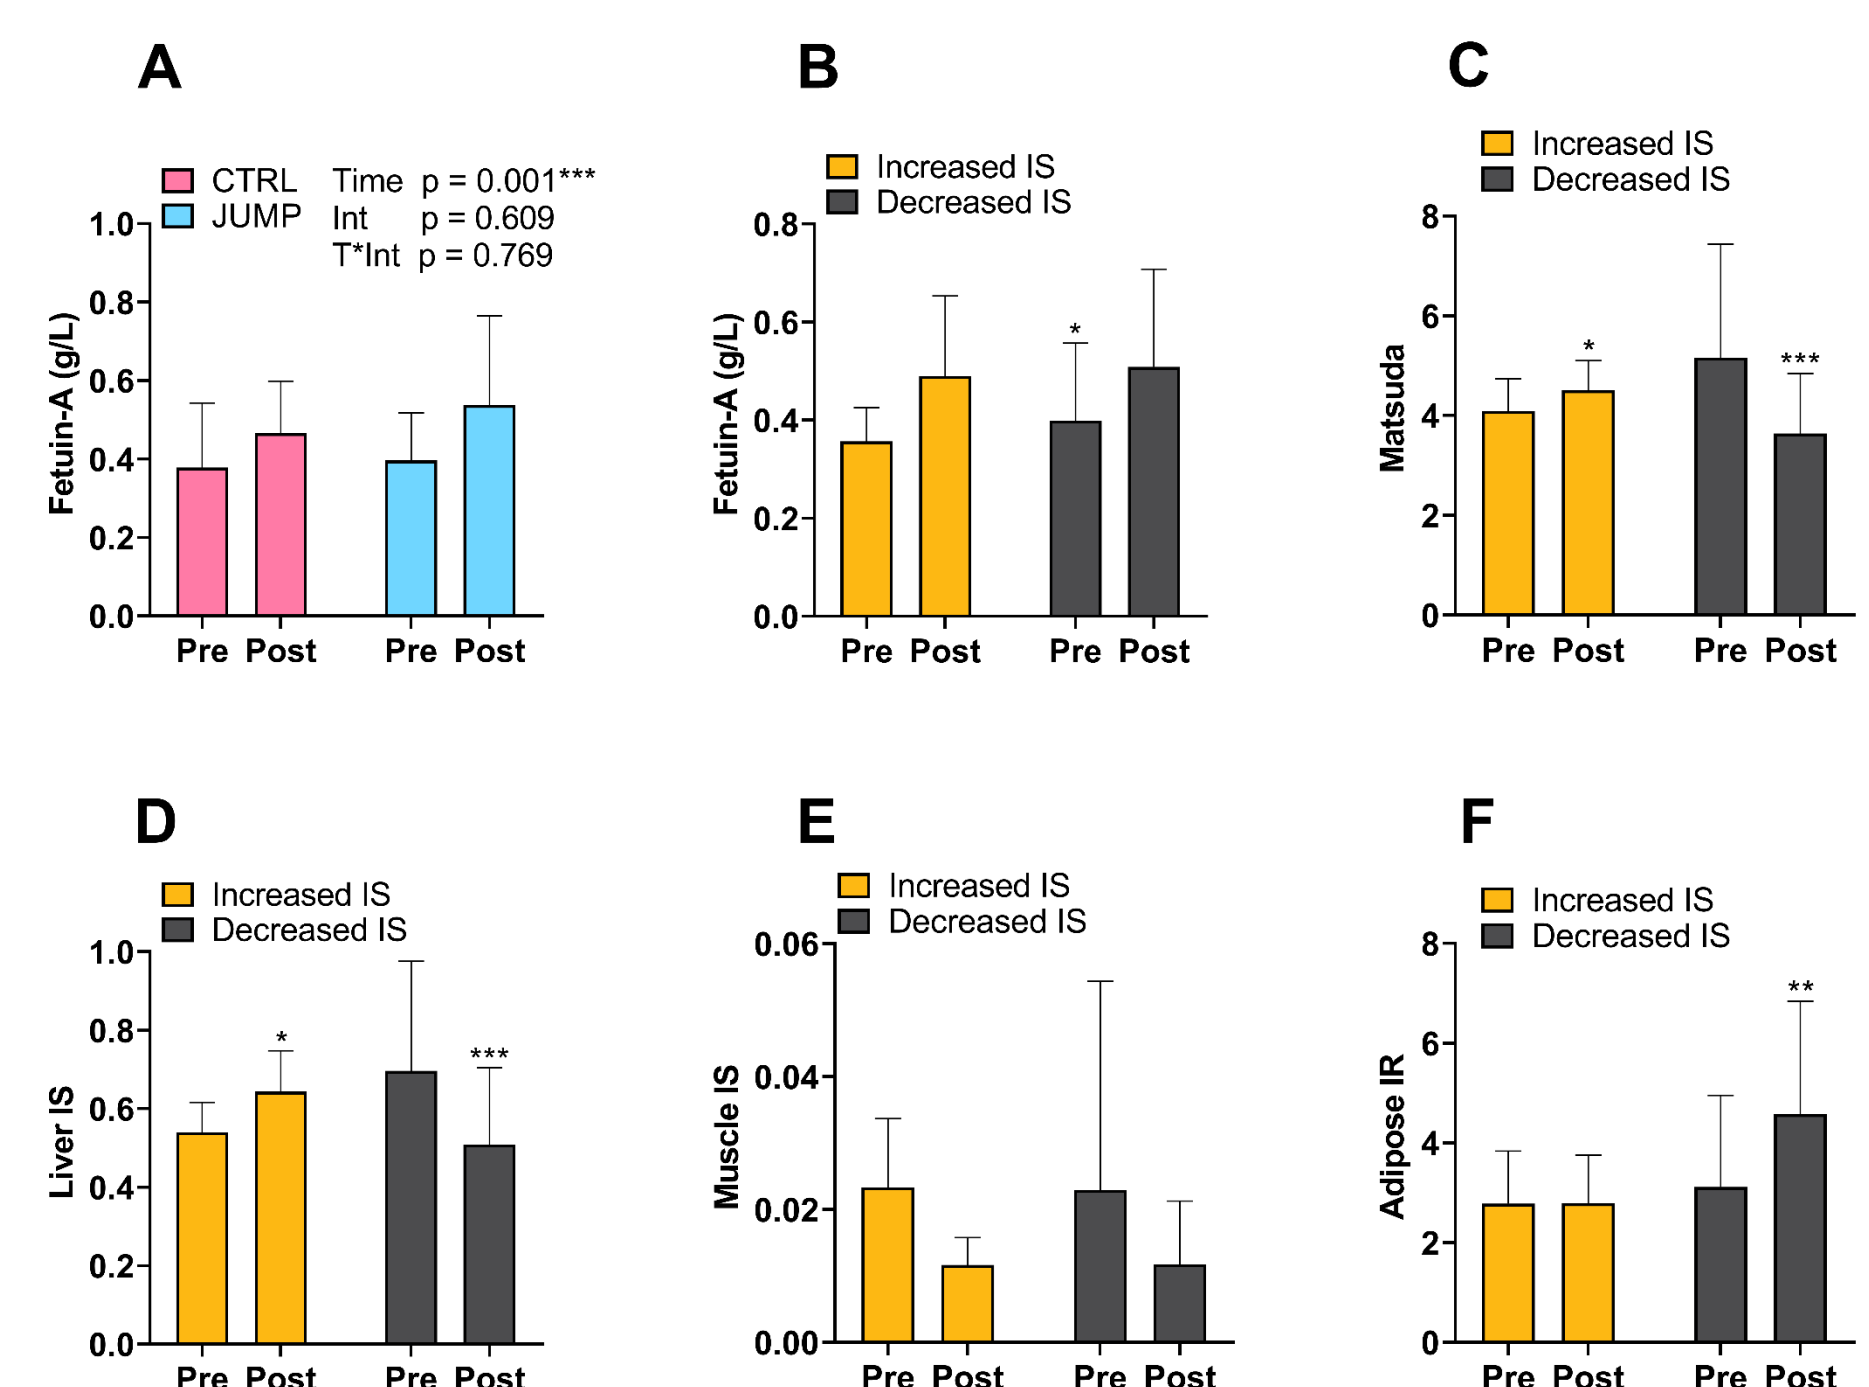 A
CTRL
JUMP
Time p = 0.001***
Int p = 0.609
T*Int p = 0.769
Fetuin-A (g/L)
1.0
0.8
0.6
0.4
0.2
0.0
Pre Post Pre Post
B
Increased IS
Decreased IS
Fetuin-A (g/L)
0.8
0.6
0.4
0.2
0.0
*
Pre Post Pre Post
C
Increased IS
Decreased IS
Matsuda
8
6
4
2
0
*
***
Pre Post Pre Post
D
Increased IS
Decreased IS
Liver IS
1.0
0.8
0.6
0.4
0.2
0.0
*
***
Pre Post Pre Post
E
Increased IS
Decreased IS
Muscle IS
0.06
0.04
0.02
0.00
Pre Post Pre Post
F
Increased IS
Decreased IS
Adipose IR
8
6
4
2
0
**
Pre Post Pre Post